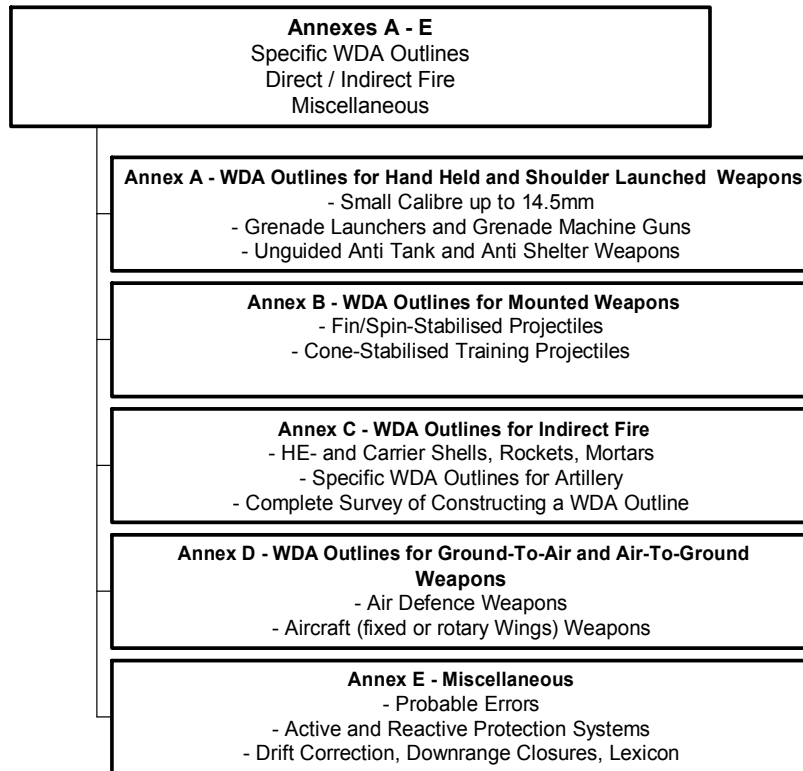 Annexes A - E
Specific WDA Outlines
Direct / Indirect Fire
Miscellaneous
Annex A - WDA Outlines for Hand Held and Shoulder Launched Weapons
- Small Calibre up to 14.5mm
- Grenade Launchers and Grenade Machine Guns
- Unguided Anti Tank and Anti Shelter Weapons
Annex B - WDA Outlines for Mounted Weapons
- Fin/Spin-Stabilised Projectiles
- Cone-Stabilised Training Projectiles
Annex C - WDA Outlines for Indirect Fire
- HE- and Carrier Shells, Rockets, Mortars
- Specific WDA Outlines for Artillery
- Complete Survey of Constructing a WDA Outline
Annex D - WDA Outlines for Ground-To-Air and Air-To-Ground
Weapons
- Air Defence Weapons
- Aircraft (fixed or rotary Wings) Weapons
Annex E - Miscellaneous
- Probable Errors
- Active and Reactive Protection Systems
- Drift Correction, Downrange Closures, Lexicon